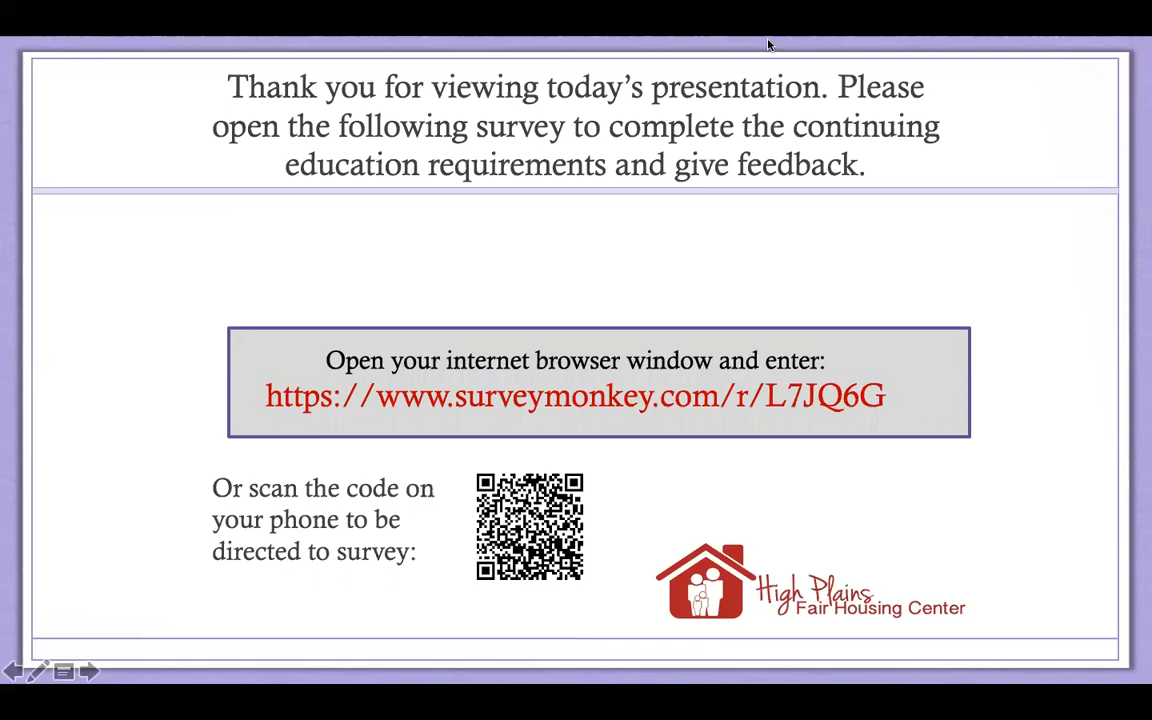 Thank you for viewing today’s presentation. Please
open the following survey to complete the continuing
education requirements and give feedback.
Open your internet browser window and enter:
https://www.surveymonkey.com/r/L7JQ6G
Or scan the code on
your phone to be
directed to survey:
High Plains
Fair Housing Center